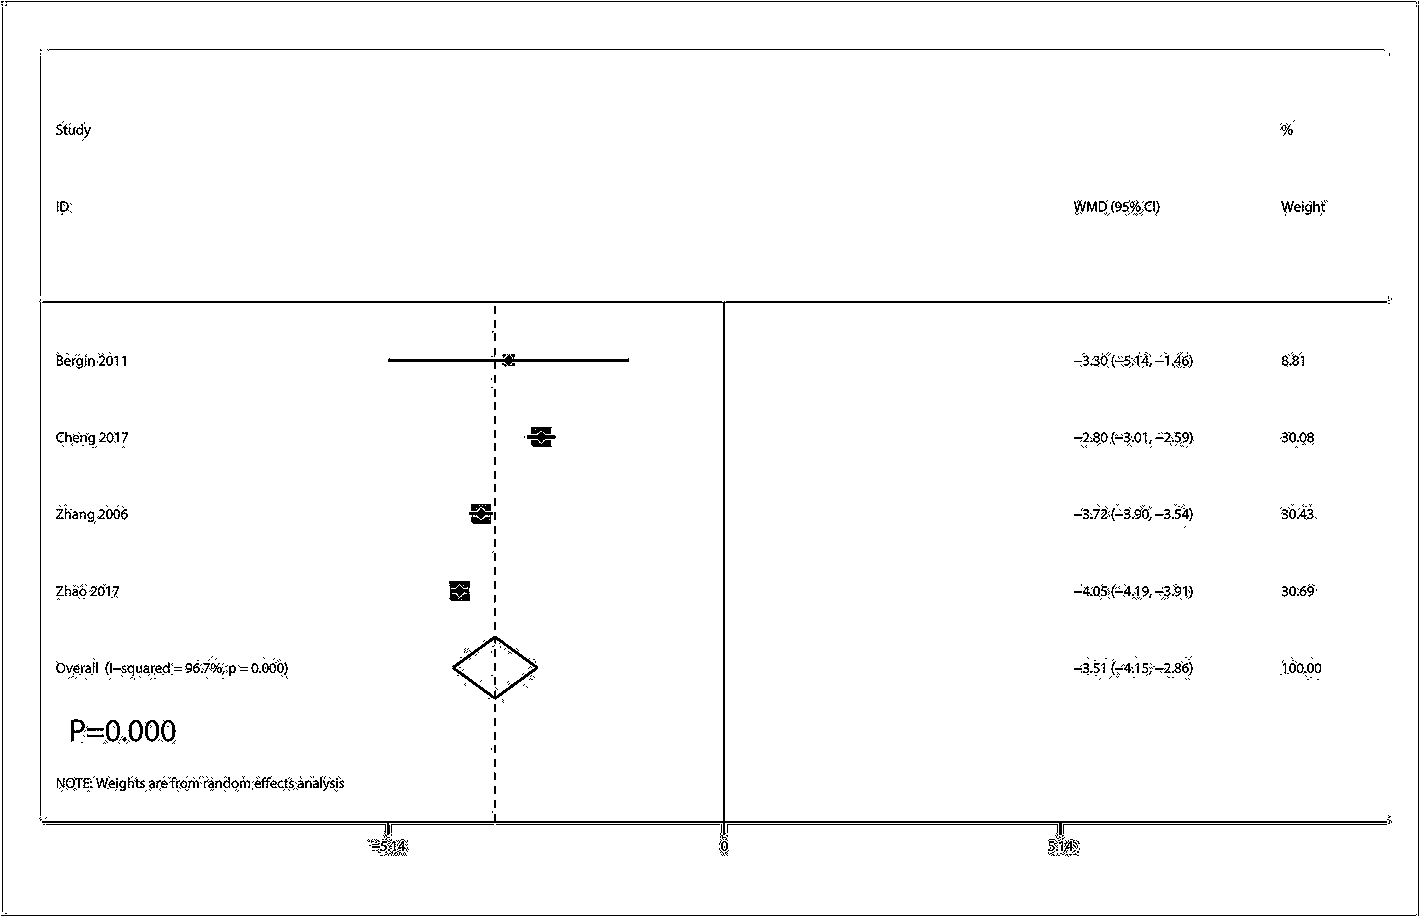 Study %
ID WMD (95% CI) Weight
Bergin 2011 −3.30 (−5.14, −1.46) 8.81
Cheng 2017 −2.80 (−3.01, −2.59) 30.08
Zhang 2006 −3.72 (−3.90, −3.54) 30.43
Zhao 2017 −4.05 (−4.19, −3.91) 30.69
Overall (I−squared = 96.7%, p = 0.000) −3.51 (−4.15, −2.86) 100.00
P=0.000
NOTE: Weights are from random effects analysis
−5.14 0 5.14